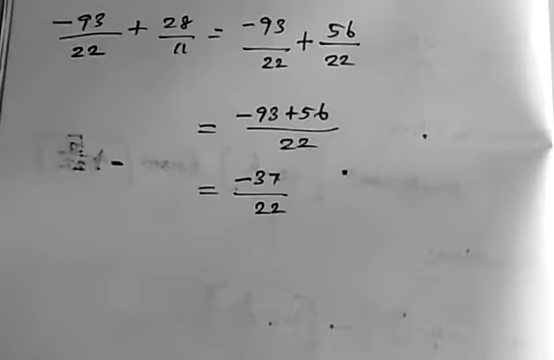 -93/22 + 28/11 = -93/22 + 56/22
= -93+56/22
= -37/22